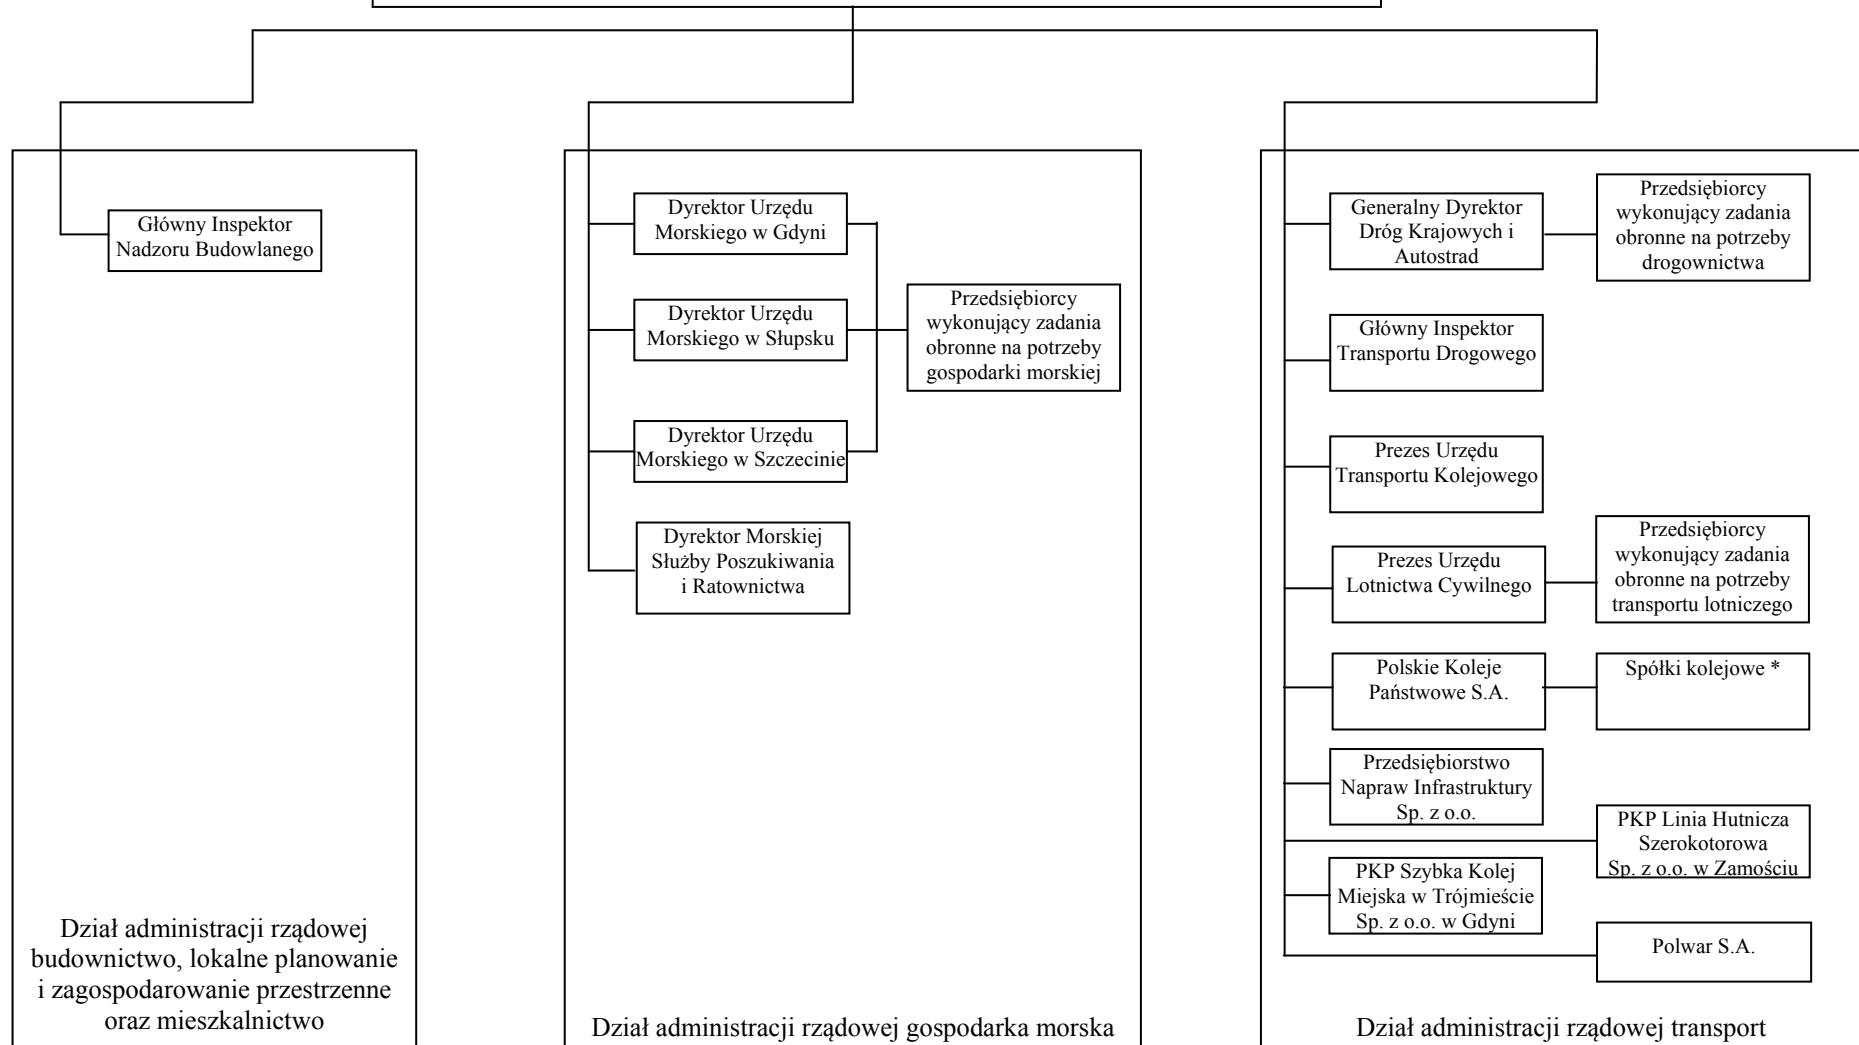 Główny Inspektor
Nadzoru Budowlanego
Dział administracji rządowej
budownictwo, lokalne planowanie
i zagospodarowanie przestrzenne
oraz mieszkalnictwo
Dyrektor Urzędu
Morskiego w Gdyni
Dyrektor Urzędu
Morskiego w Słupsku
Dyrektor Urzędu
Morskiego w Szczecinie
Dyrektor Morskiej
Służby Poszukiwania
i Ratownictwa
Przedsiębiorcy
wykonujący zadania
obronne na potrzeby
gospodarki morskiej
Dział administracji rządowej gospodarka morska
Generalny Dyrektor
Dróg Krajowych i
Autostrad
Przedsiębiorcy
wykonujący zadania
obronne na potrzeby
drogownictwa
Główny Inspektor
Transportu Drogowego
Prezes Urzędu
Transportu Kolejowego
Prezes Urzędu
Lotnictwa Cywilnego
Przedsiębiorcy
wykonujący zadania
obronne na potrzeby
transportu lotniczego
Polskie Koleje
Państwowe S.A.
Spółki kolejowe *
Przedsiębiorstwo
Napraw Infrastruktury
Sp. z o.o.
PKP Linia Hutnicza
Szerokotorowa
Sp. z o.o. w Zamościu
PKP Szybka Kolej
Miejska w Trójmieście
Sp. z o.o. w Gdyni
Polwar S.A.
Dział administracji rządowej transport